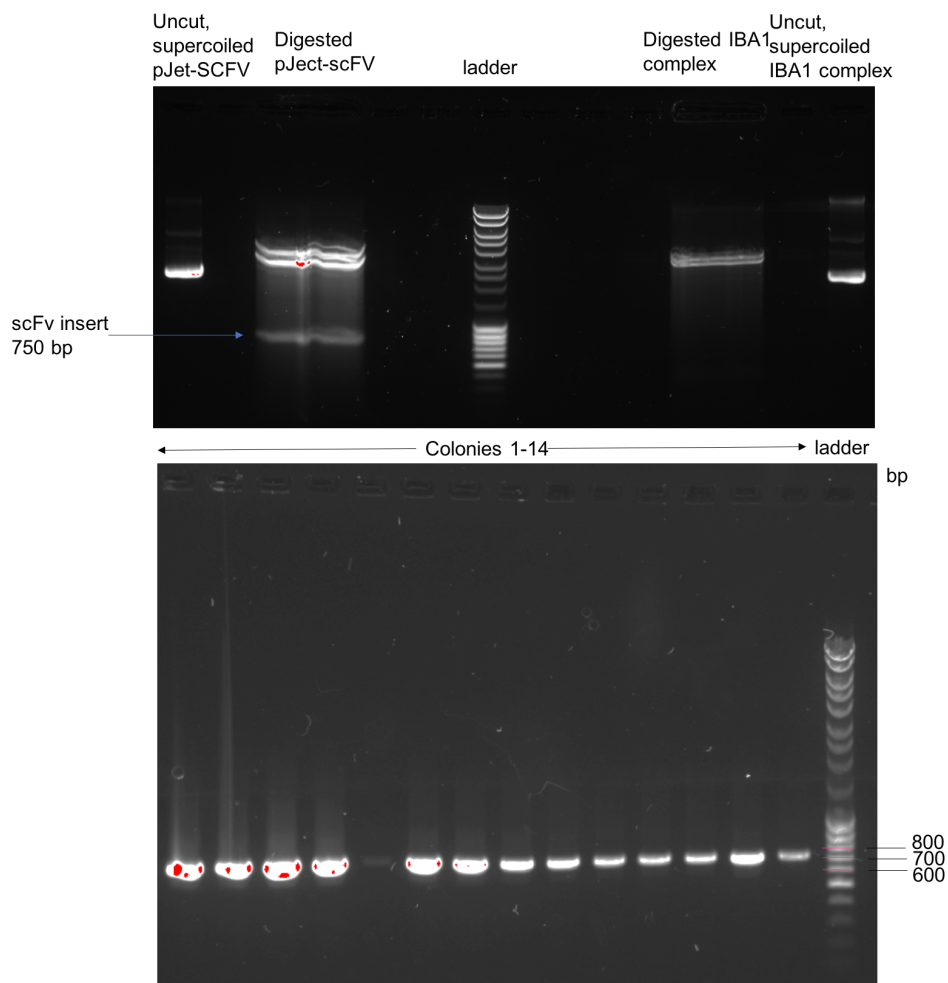 Uncut,
supercoiled
pJet-SCFV
Digested
pJect-scFV
ladder
Digested IBA1
complex
Uncut,
supercoiled
IBA1 complex
scFv insert
750 bp
Colonies 1-14
ladder
bp
800
700
600